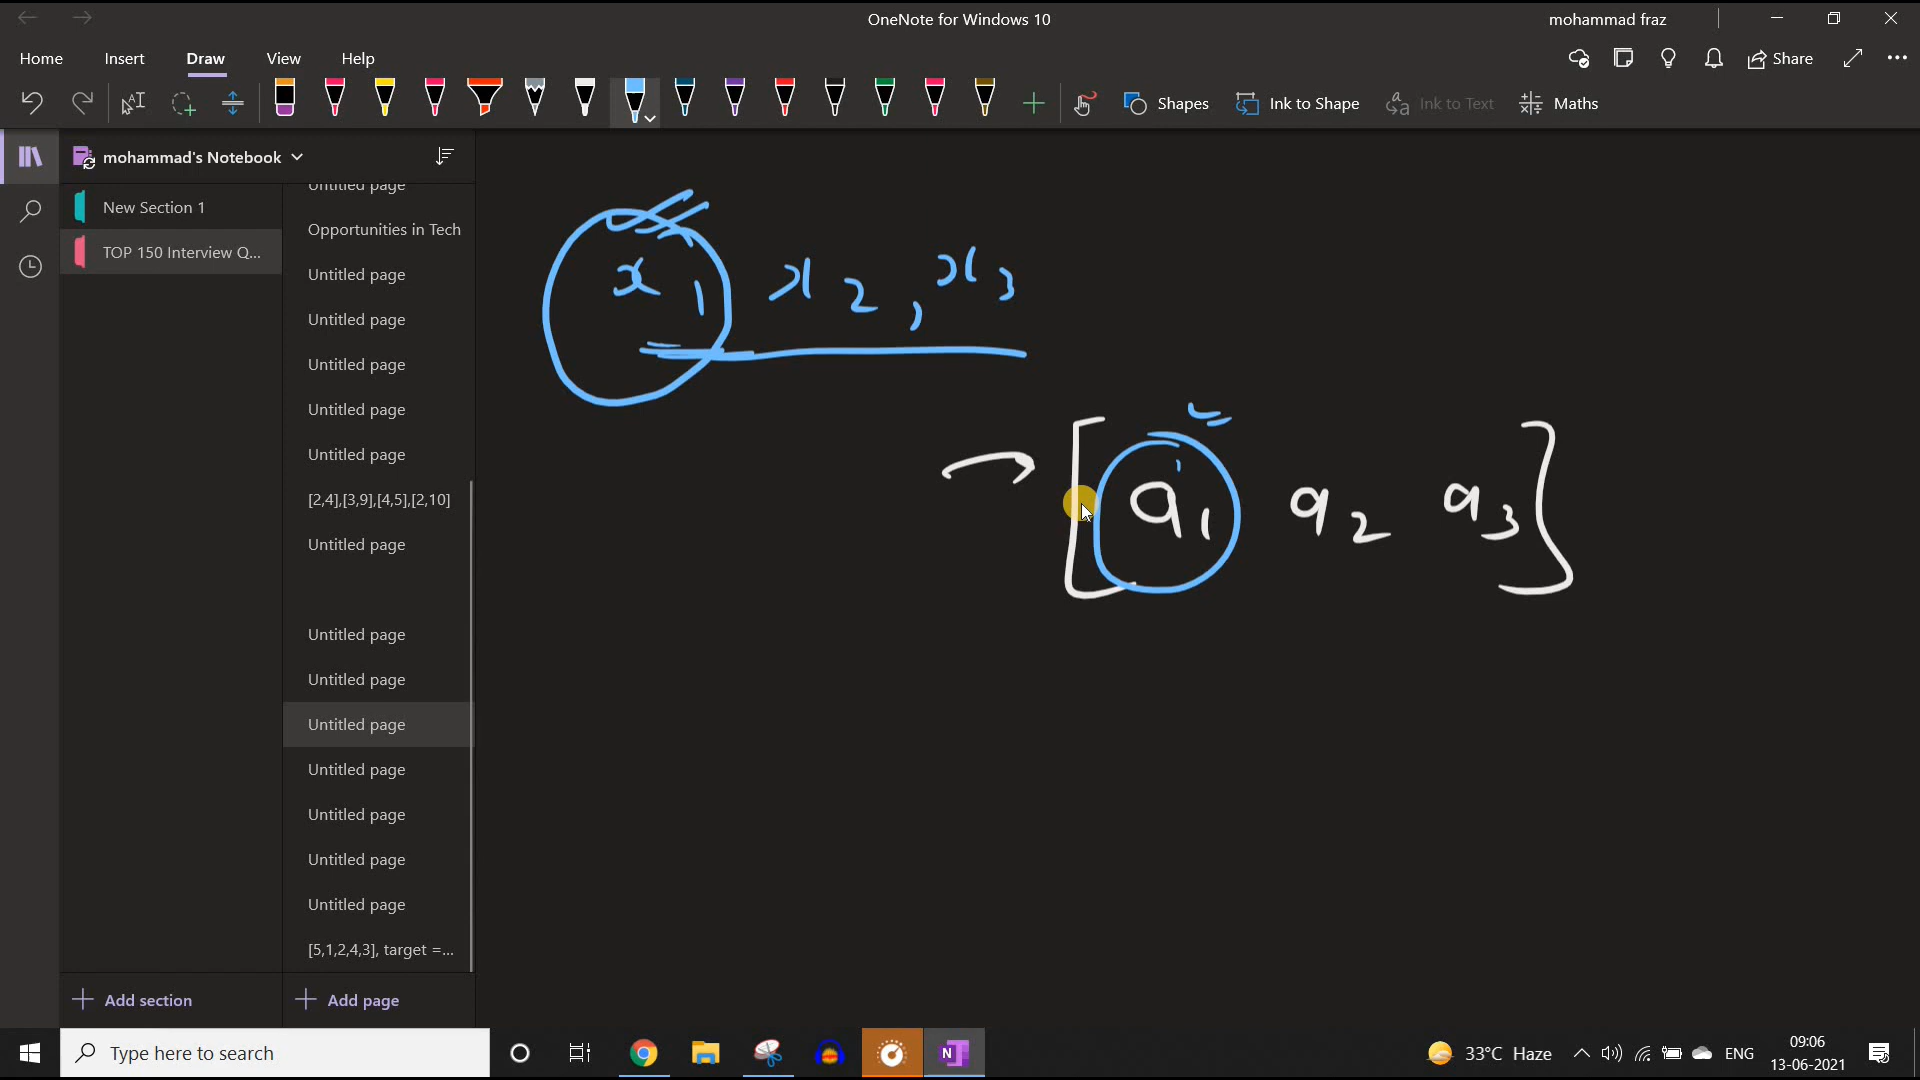 OneNote for Windows 10
mohammad fraz
Home Insert Draw View Help
Share
Shapes Ink to Shape Ink to Text Maths
mohammad's Notebook
New Section 1
TOP 150 Interview Q...
Untitled page
Opportunities in Tech
Untitled page
Untitled page
Untitled page
Untitled page
Untitled page
[2,4],[3,9],[4,5],[2,10]
Untitled page
Untitled page
Untitled page
Untitled page
Untitled page
Untitled page
Untitled page
Untitled page
[5,1,2,4,3], target =...
Add section
Add page
x1 x2, x3
[a1 a2 a3]
Type here to search
33°C Haze
ENG
09:06
13-06-2021